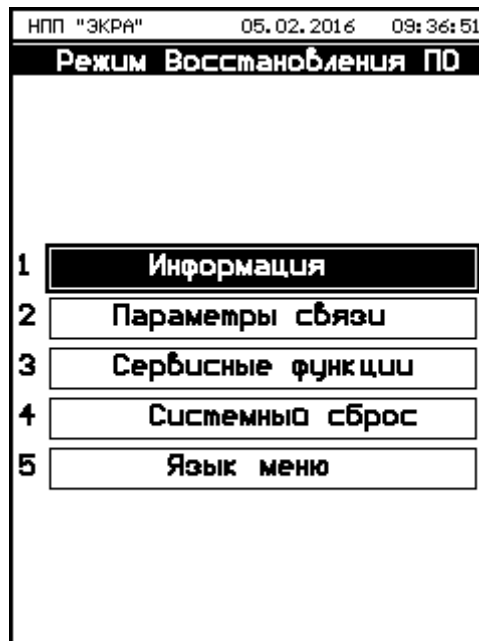 НПП "ЭКРА" 05.02.2016 09:36:51
Режим Восстановления ПО
1 Информация
2 Параметры связи
3 Сервисные функции
4 Системный сброс
5 Язык меню